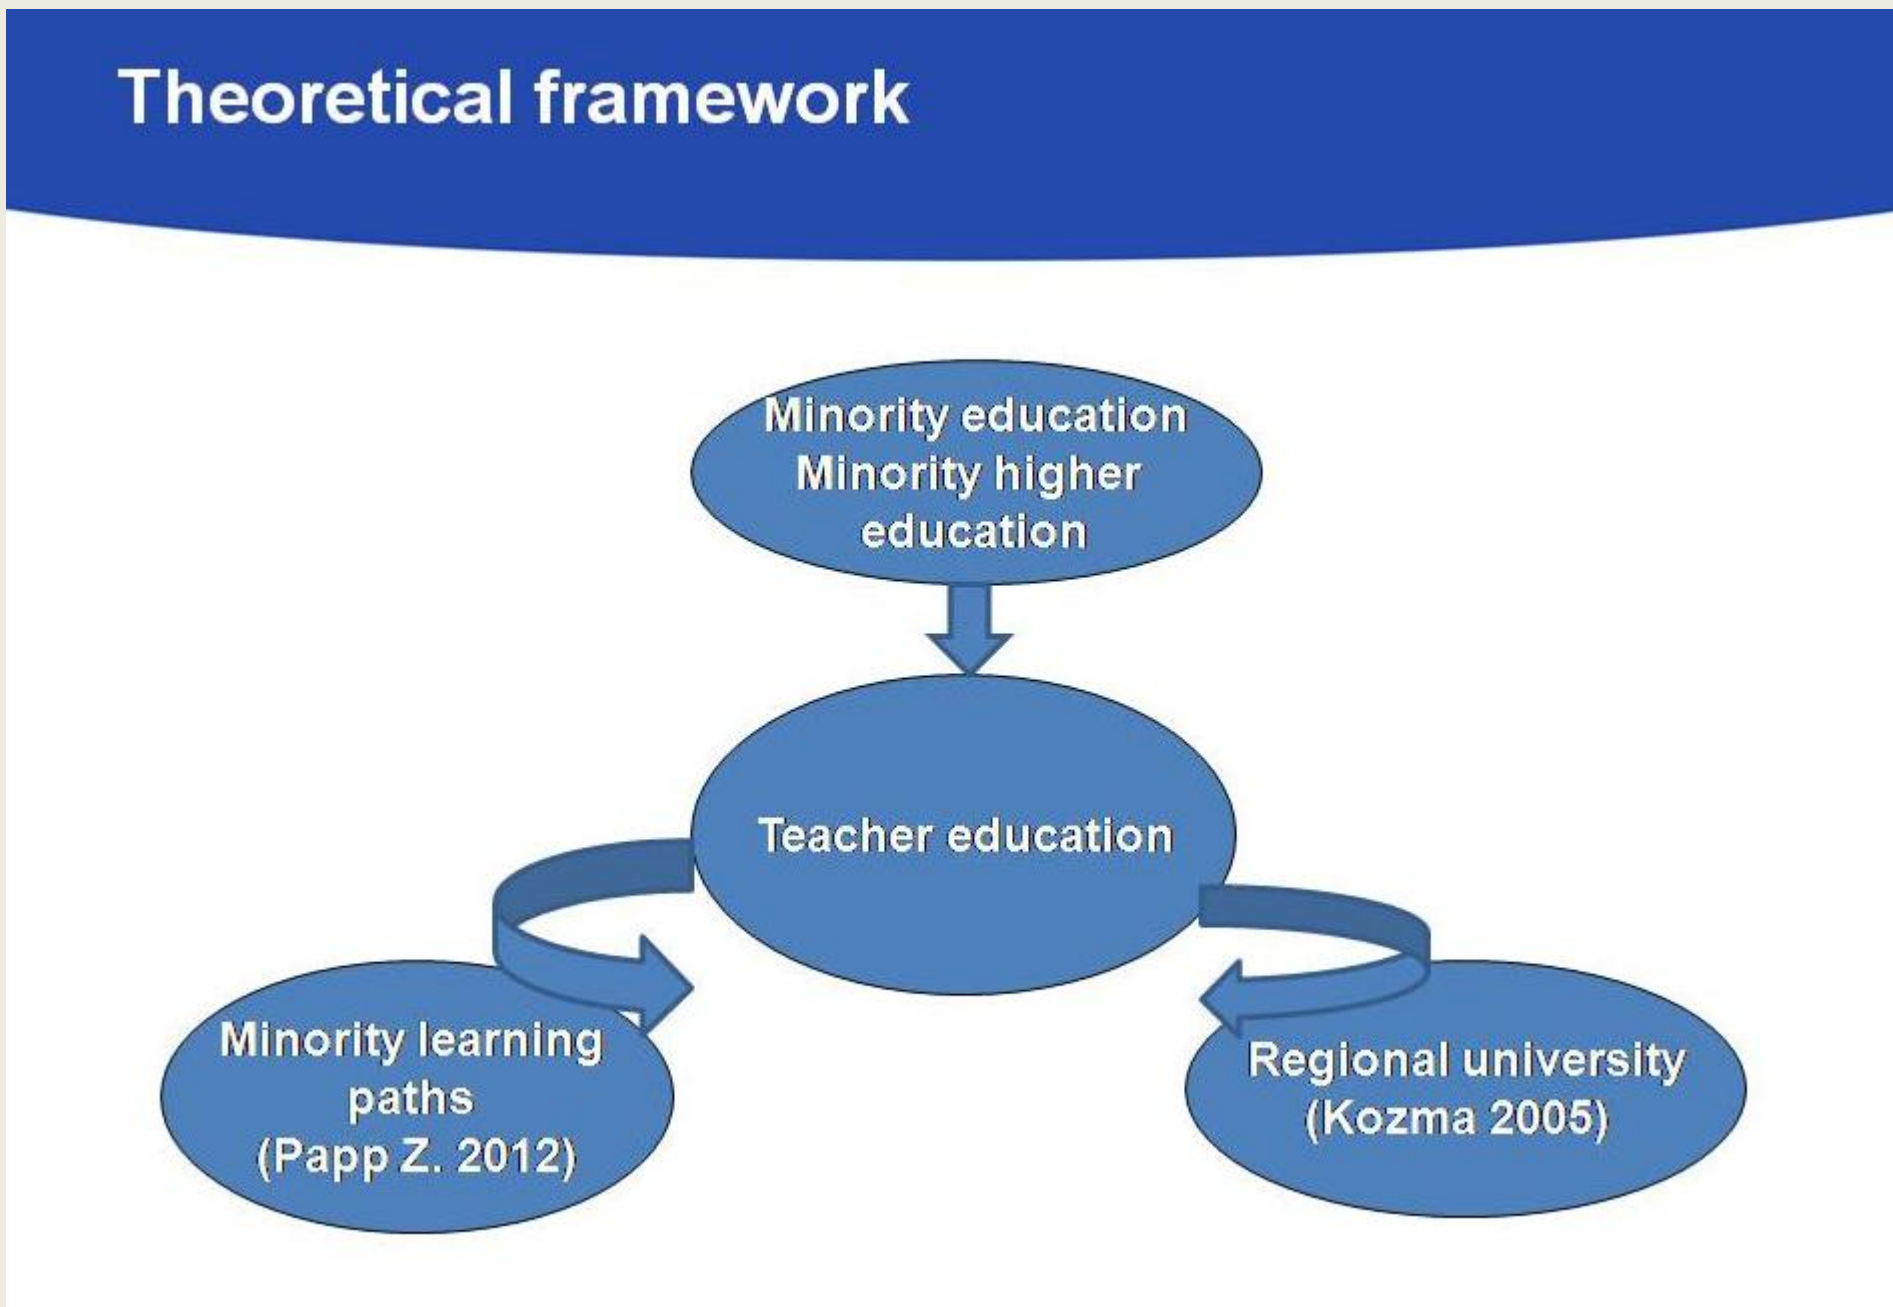 Theoretical framework
Minority education
Minority higher
education
Teacher education
Minority learning
paths
(Papp Z. 2012)
Regional university
(Kozma 2005)